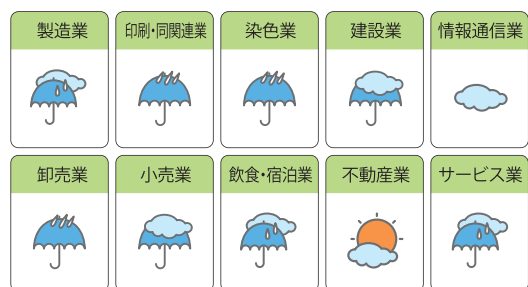 製造業
印刷・同関連業
染色業
建設業
情報通信業
卸売業
小売業
飲食・宿泊業
不動産業
サービス業